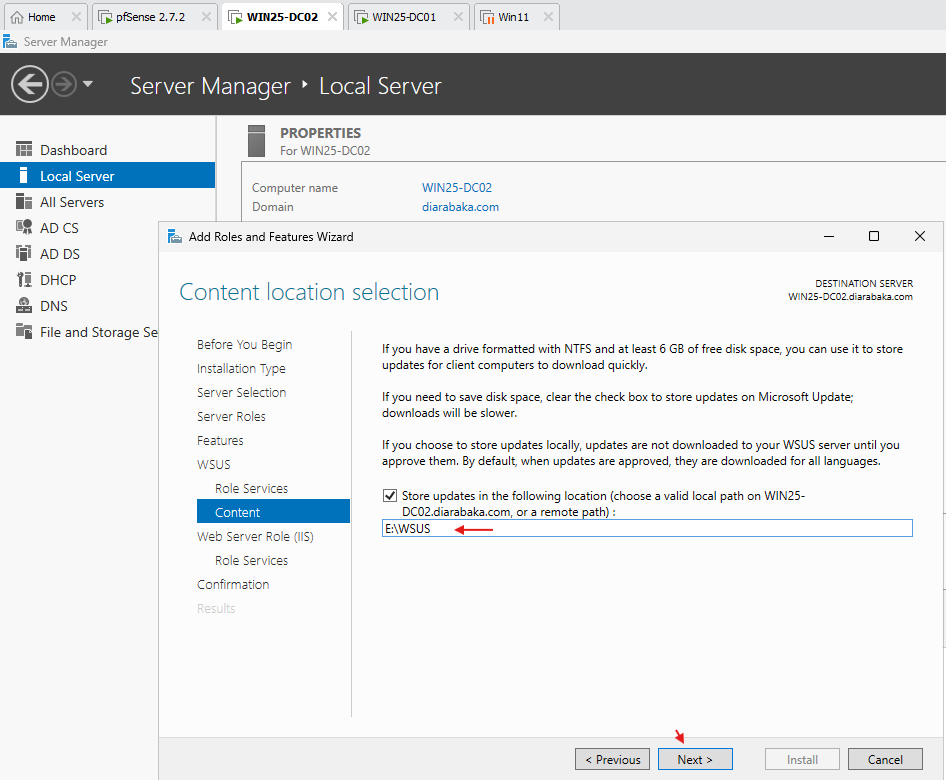 Home
pfSense 2.7.2
WIN25-DC02
WIN25-DC01
Win11
Server Manager
Server Manager
Local Server
Dashboard
Local Server
All Servers
AD CS
AD DS
DHCP
DNS
File and Storage Se
PROPERTIES
For WIN25-DC02
Computer name WIN25-DC02
Domain diarabaka.com
Add Roles and Features Wizard
Content location selection
DESTINATION SERVER
WIN25-DC02.diarabaka.com
Before You Begin
Installation Type
Server Selection
Server Roles
Features
WSUS
Role Services
Content
Web Server Role (IIS)
Role Services
Confirmation
Results
If you have a drive formatted with NTFS and at least 6 GB of free disk space, you can use it to store
updates for client computers to download quickly.
If you need to save disk space, clear the check box to store updates on Microsoft Update;
downloads will be slower.
If you choose to store updates locally, updates are not downloaded to your WSUS server until you
approve them. By default, when updates are approved, they are downloaded for all languages.
Store updates in the following location (choose a valid local path on WIN25-
DC02.diarabaka.com, or a remote path) :
E:\WSUS
< Previous
Next >
Install
Cancel